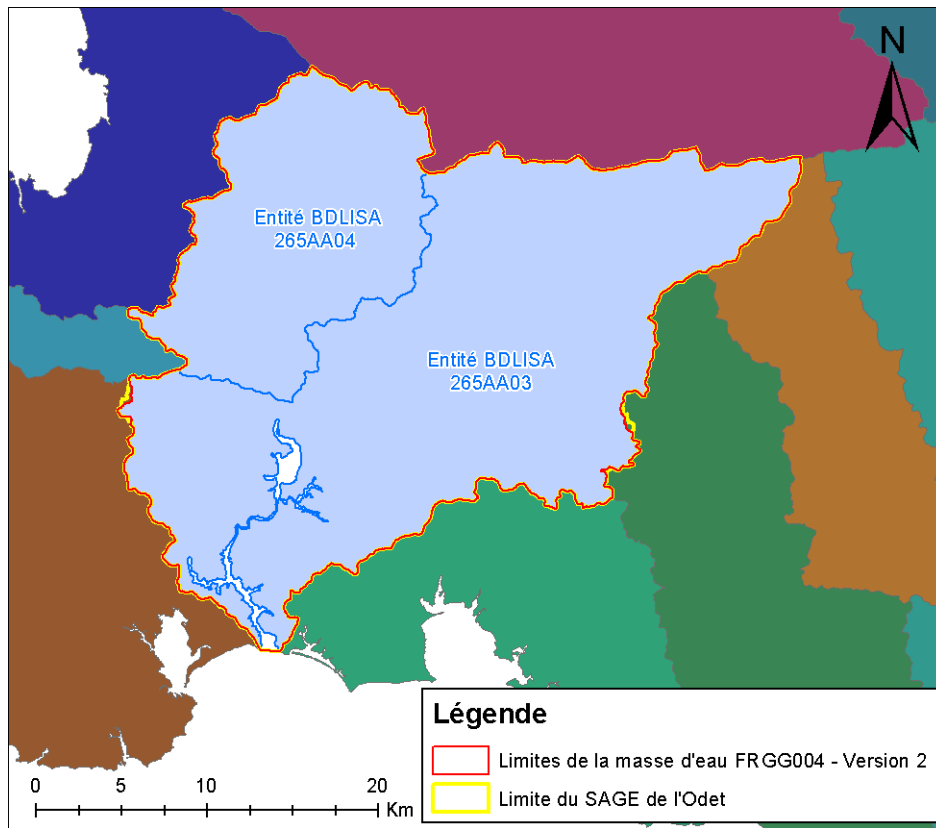 N
Entité BDLISA
265AA04
Entité BDLISA
265AA03
Légende
Limites de la masse d'eau FRGG004 - Version 2
Limite du SAGE de l'Odet
0 5 10 20
Km